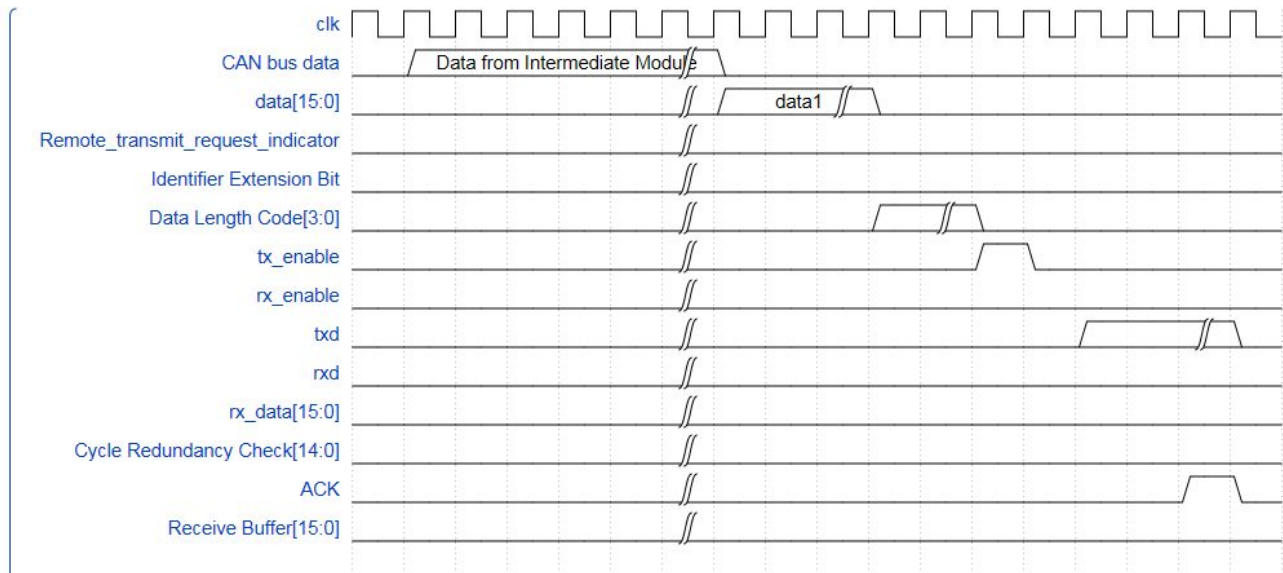 clk
CAN bus data
Data from Intermediate Module
data[15:0]
data1
Remote_transmit_request_indicator
Identifier Extension Bit
Data Length Code[3:0]
tx_enable
rx_enable
txd
rxd
rx_data[15:0]
Cycle Redundancy Check[14:0]
ACK
Receive Buffer[15:0]